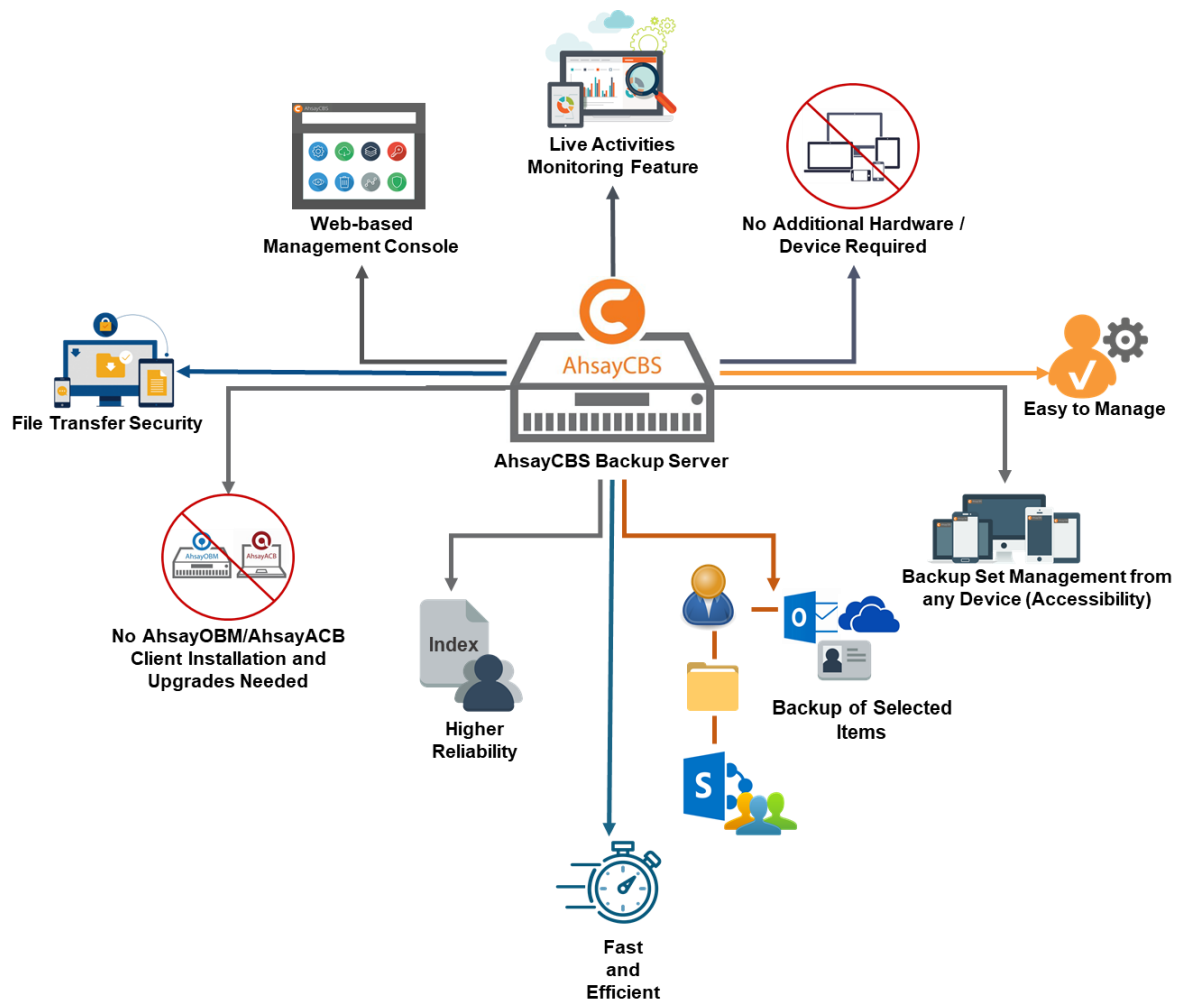 Live Activities
Monitoring Feature
AhsayCBS
Web-based
Management Console
No Additional Hardware /
Device Required
AhsayCBS
AhsayCBS Backup Server
File Transfer Security
Easy to Manage
AhsayOBM
AhsayACB
No AhsayOBM/AhsayACB
Client Installation and
Upgrades Needed
Index
Higher
Reliability
O
S
Backup of Selected
Items
Backup Set Management from
any Device (Accessibility)
Fast
and
Efficient